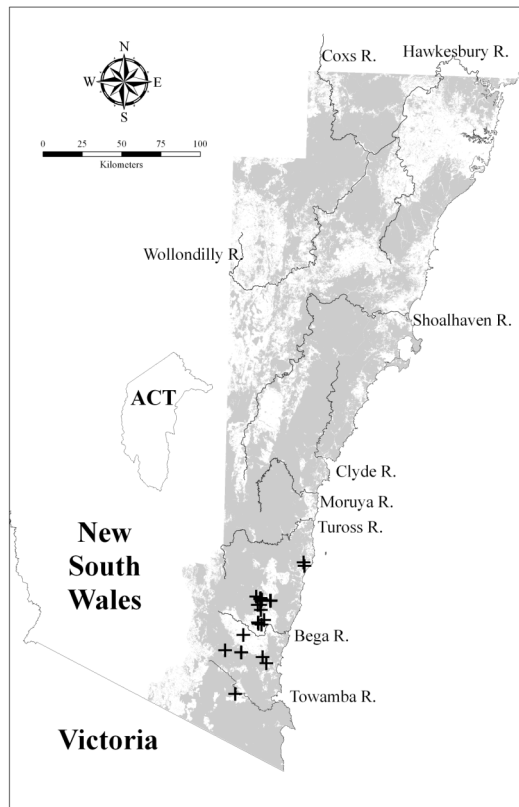 Coxs R.
Hawkesbury R.
N
W
E
S
0 25 50 75 100
Kilometers
Wollondilly R.
Shoalhaven R.
ACT
Clyde R.
Moruya R.
Tuross R.
New
South
Wales
Bega R.
Towamba R.
Victoria